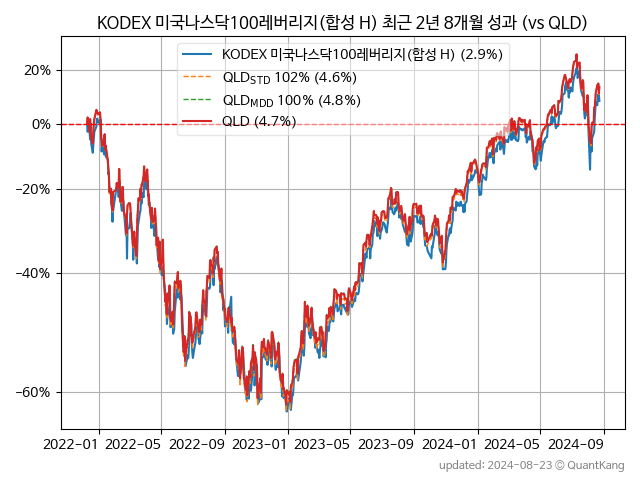 KODEX 미국나스닥100레버리지(합성 H) 최근 2년 8개월 성과 (vs QLD)
KODEX 미국나스닥100레버리지(합성 H) (2.9%)
QLD_STD 102% (4.6%)
QLD_MDD 100% (4.8%)
QLD (4.7%)
20%
0%
−20%
−40%
−60%
2022−01 2022−05 2022−09 2023−01 2023−05 2023−09 2024−01 2024−05 2024−09
updated: 2024-08-23 © QuantKang